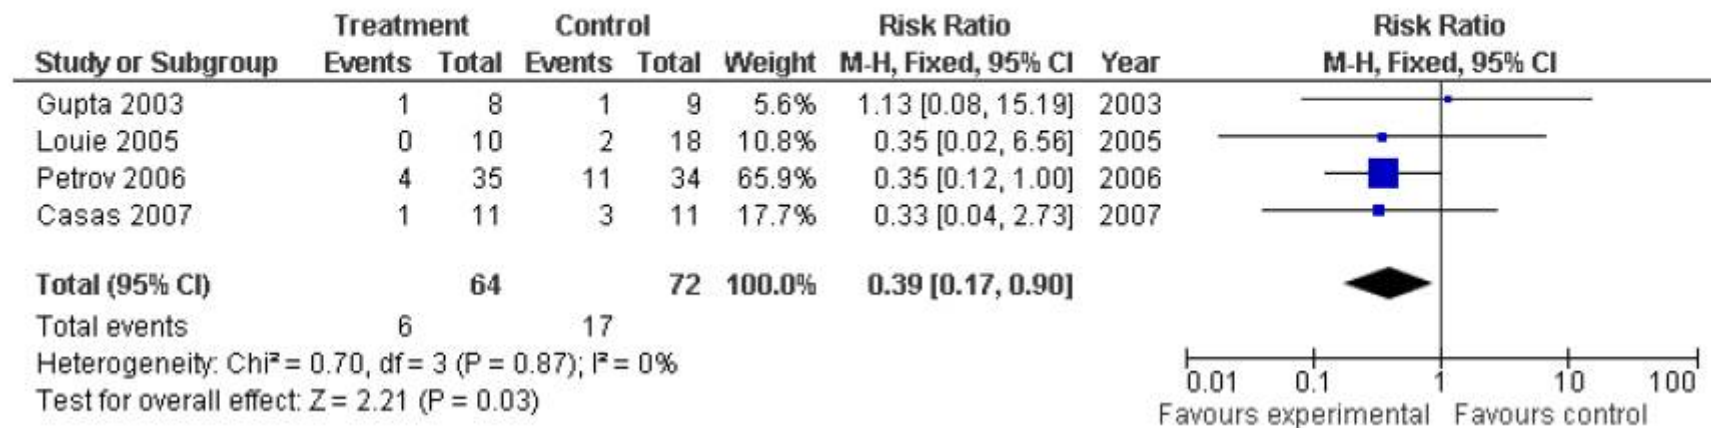 Treatment Control Risk Ratio Risk Ratio
Study or Subgroup Events Total Events Total Weight M-H, Fixed, 95% CI Year M-H, Fixed, 95% CI
Gupta 2003 1 8 1 9 5.6% 1.13 [0.08, 15.19] 2003
Louie 2005 0 10 2 18 10.8% 0.35 [0.02, 6.56] 2005
Petrov 2006 4 35 11 34 65.9% 0.35 [0.12, 1.00] 2006
Casas 2007 1 11 3 11 17.7% 0.33 [0.04, 2.73] 2007
Total (95% CI) 64 72 100.0% 0.39 [0.17, 0.90]
Total events 6 17
Heterogeneity: Chi² = 0.70, df = 3 (P = 0.87); I² = 0%
Test for overall effect: Z = 2.21 (P = 0.03)
0.01 0.1 1 10 100
Favours experimental Favours control